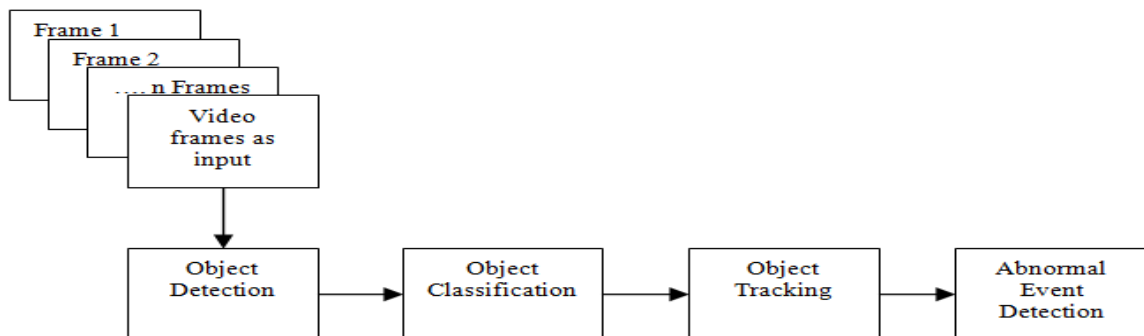 Frame 1
Frame 2
.... n Frames
Video
frames as
input
Object
Detection
Object
Classification
Object
Tracking
Abnormal
Event
Detection